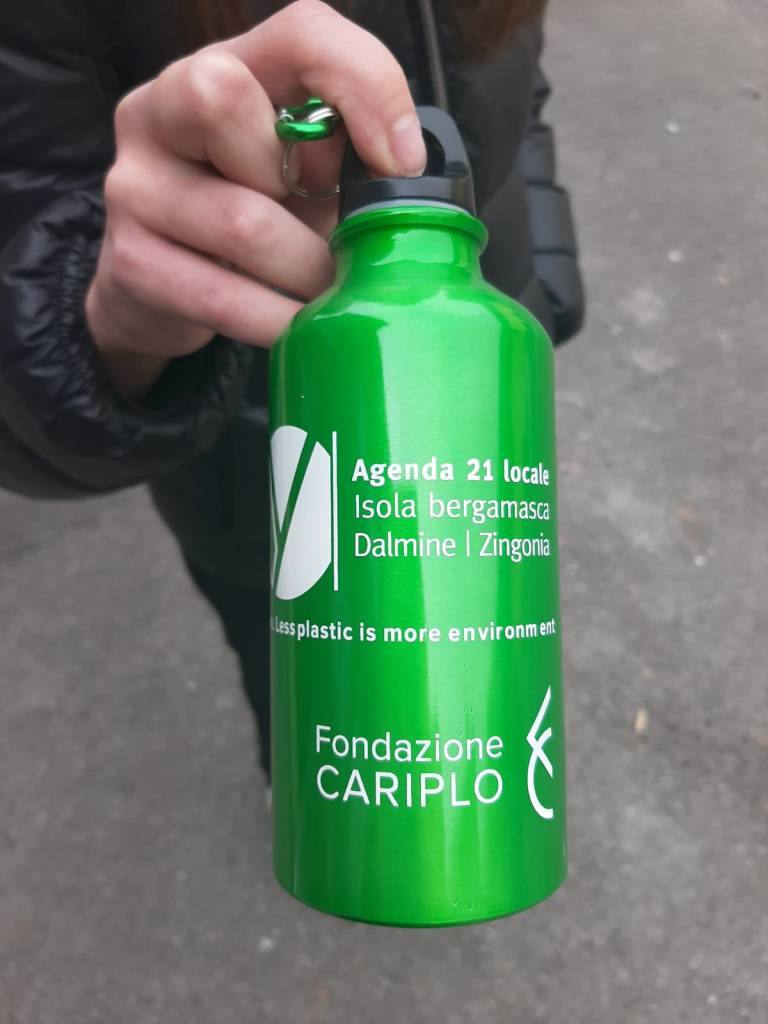 Agenda 21 locale
Isola bergamasca
Dalmine | Zingonia
Less plastic is more environment
Fondazione
CARIPLO